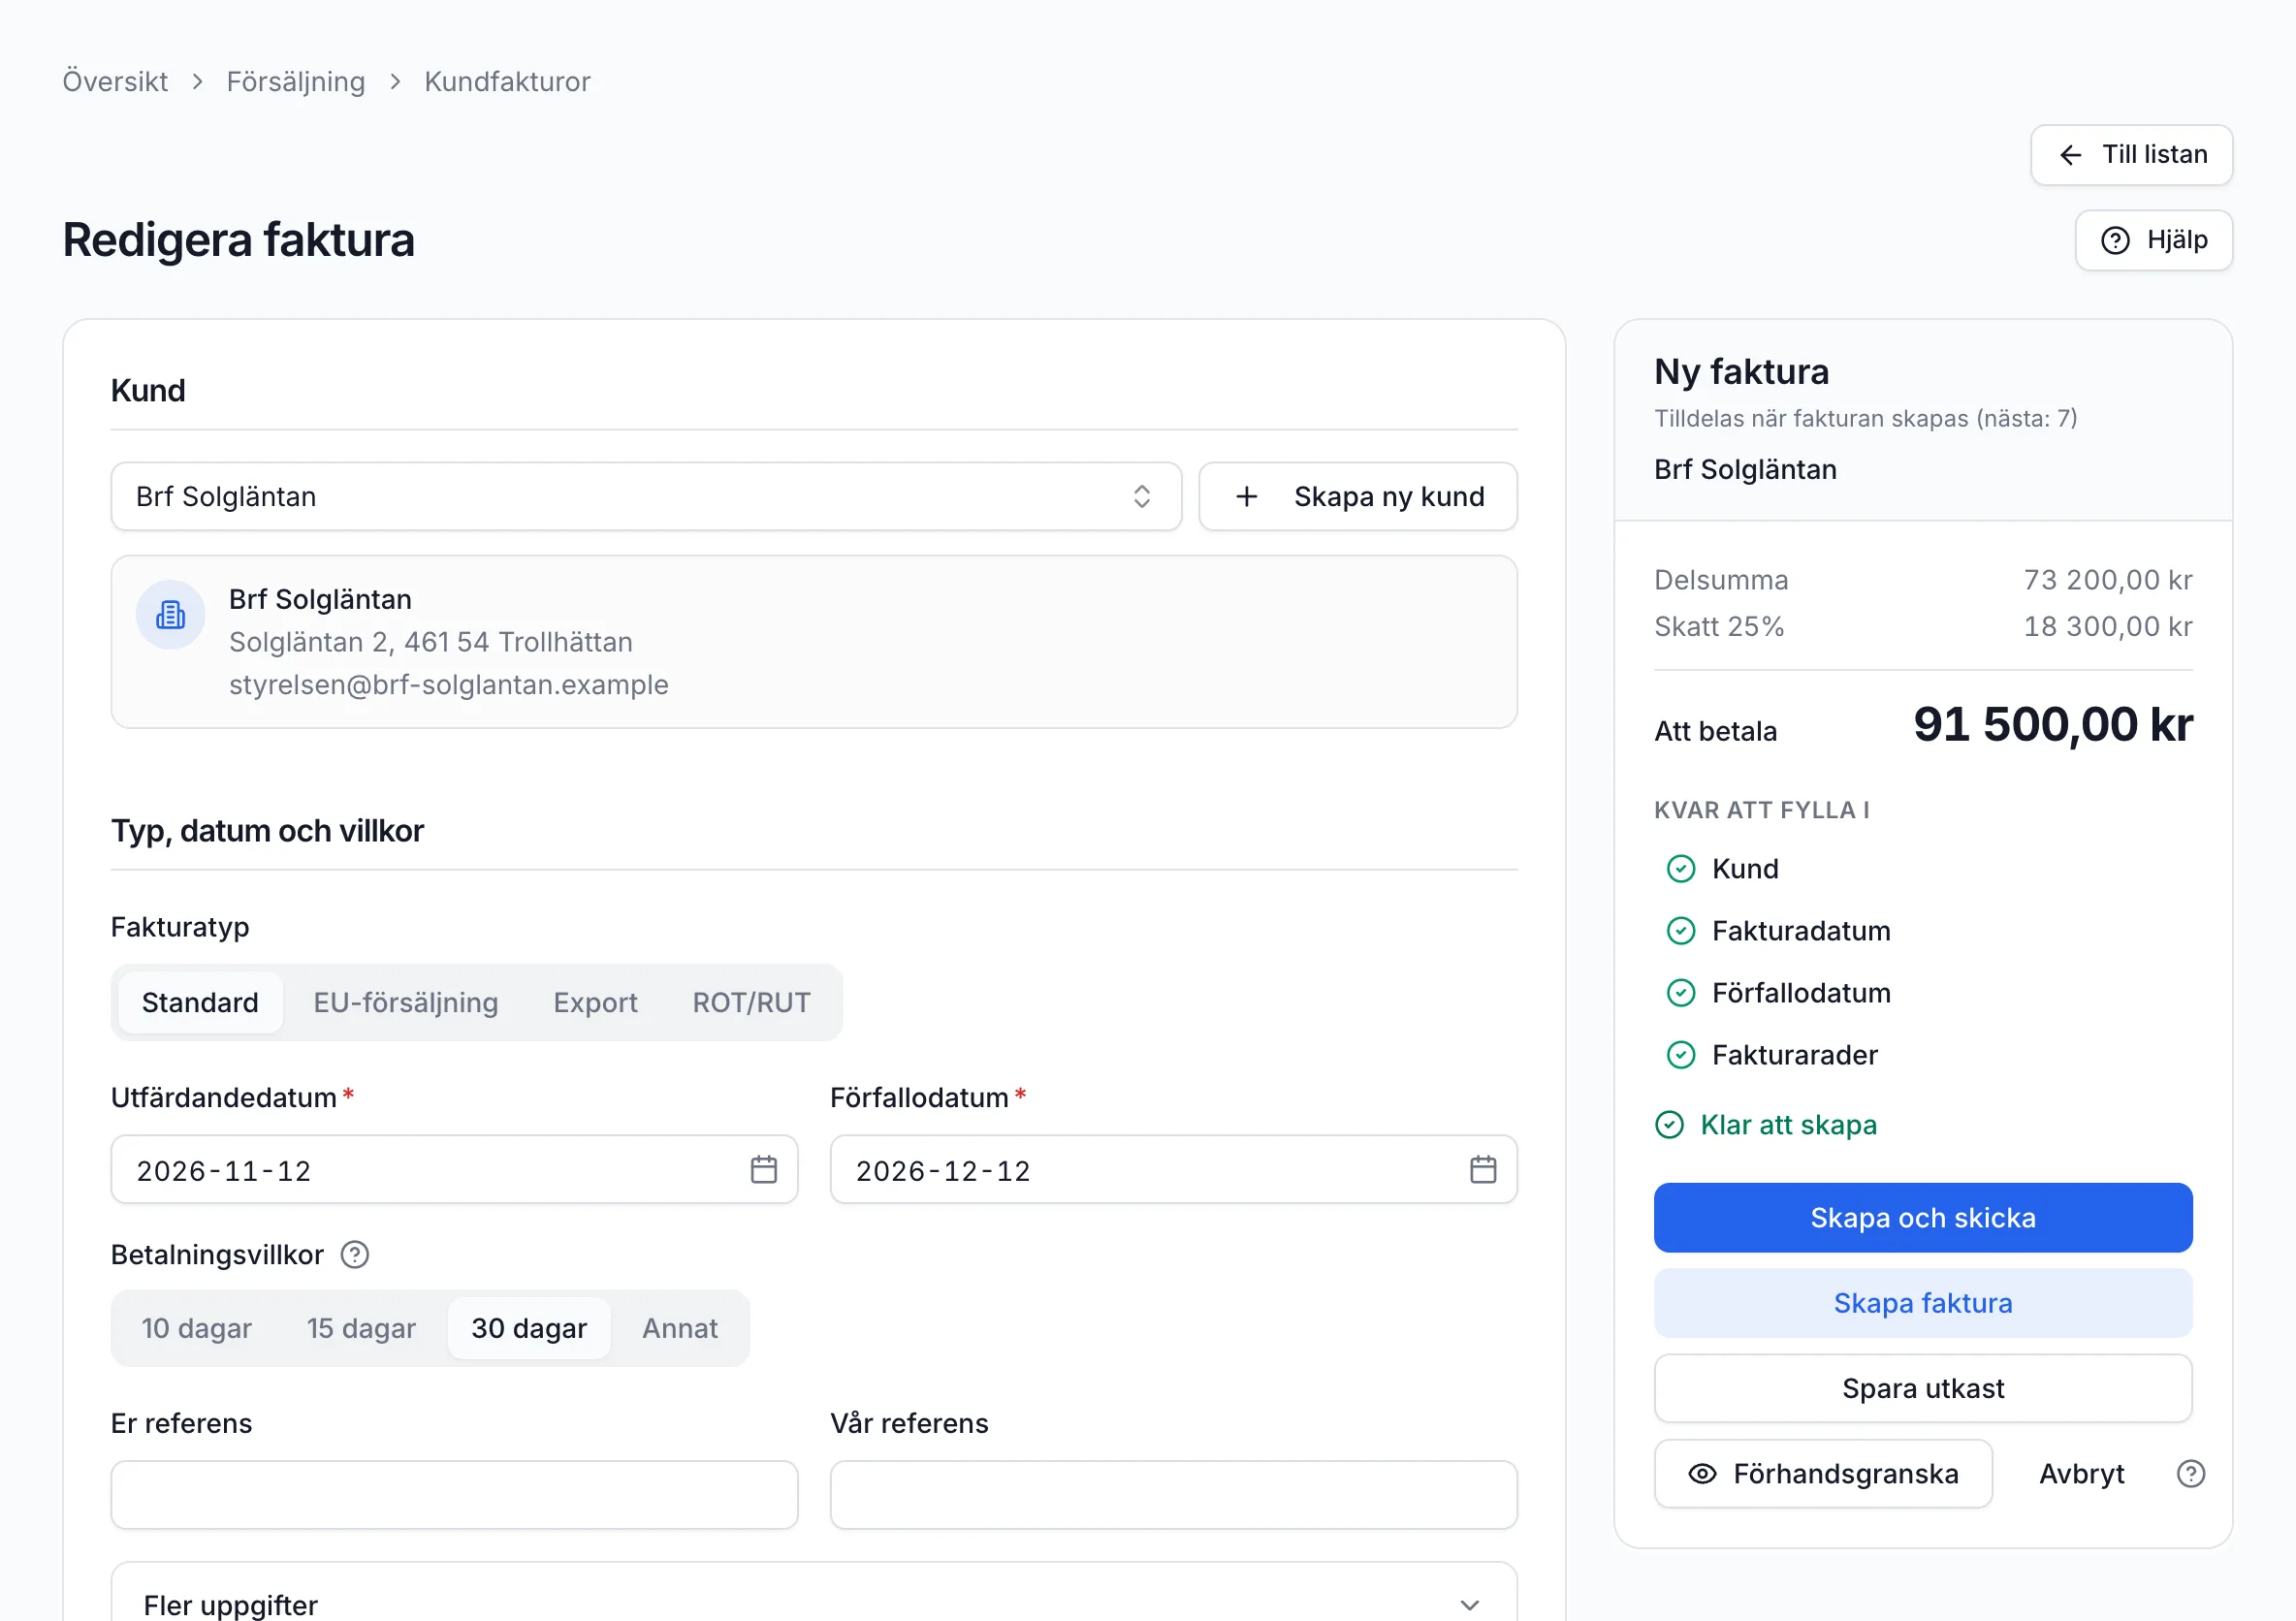 Översikt > Försäljning > Kundfakturor
Till listan
Redigera faktura
Hjälp
Kund
Brf Solgläntan
Skapa ny kund
Brf Solgläntan
Solgläntan 2, 461 54 Trollhättan
styrelsen@brf-solglantan.example
Typ, datum och villkor
Fakturatyp
Standard EU-försäljning Export ROT/RUT
Utfärdandedatum * Förfallodatum *
2026-11-12 2026-12-12
Betalningsvillkor
10 dagar 15 dagar 30 dagar Annat
Er referens Vår referens
Fler uppgifter
Ny faktura
Tilldelas när fakturan skapas (nästa: 7)
Brf Solgläntan
Delsumma 73 200,00 kr
Skatt 25% 18 300,00 kr
Att betala 91 500,00 kr
KVAR ATT FYLLA I
Kund
Fakturadatum
Förfallodatum
Fakturarader
Klar att skapa
Skapa och skicka
Skapa faktura
Spara utkast
Förhandsgranska Avbryt